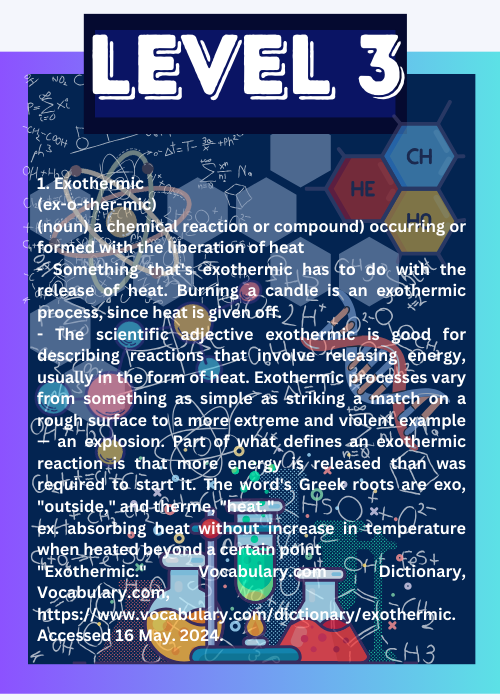 LEVEL 3
CH
HE
HO
1. Exothermic
(ex-o-ther-mic)
(noun) a chemical reaction or compound) occurring or
formed with the liberation of heat
- Something that's exothermic has to do with the
release of heat. Burning a candle is an exothermic
process, since heat is given off.
- The scientific adjective exothermic is good for
describing reactions that involve releasing energy,
usually in the form of heat. Exothermic processes vary
from something as simple as striking a match on a
rough surface to a more extreme and violent example
— an explosion. Part of what defines an exothermic
reaction is that more energy is released than was
required to start it. The word's Greek roots are exo,
"outside," and therme, "heat."
ex. absorbing heat without increase in temperature
when heated beyond a certain point
"Exothermic." Vocabulary.com Dictionary,
Vocabulary.com,
https://www.vocabulary.com/dictionary/exothermic.
Accessed 16 May. 2024.
CH3